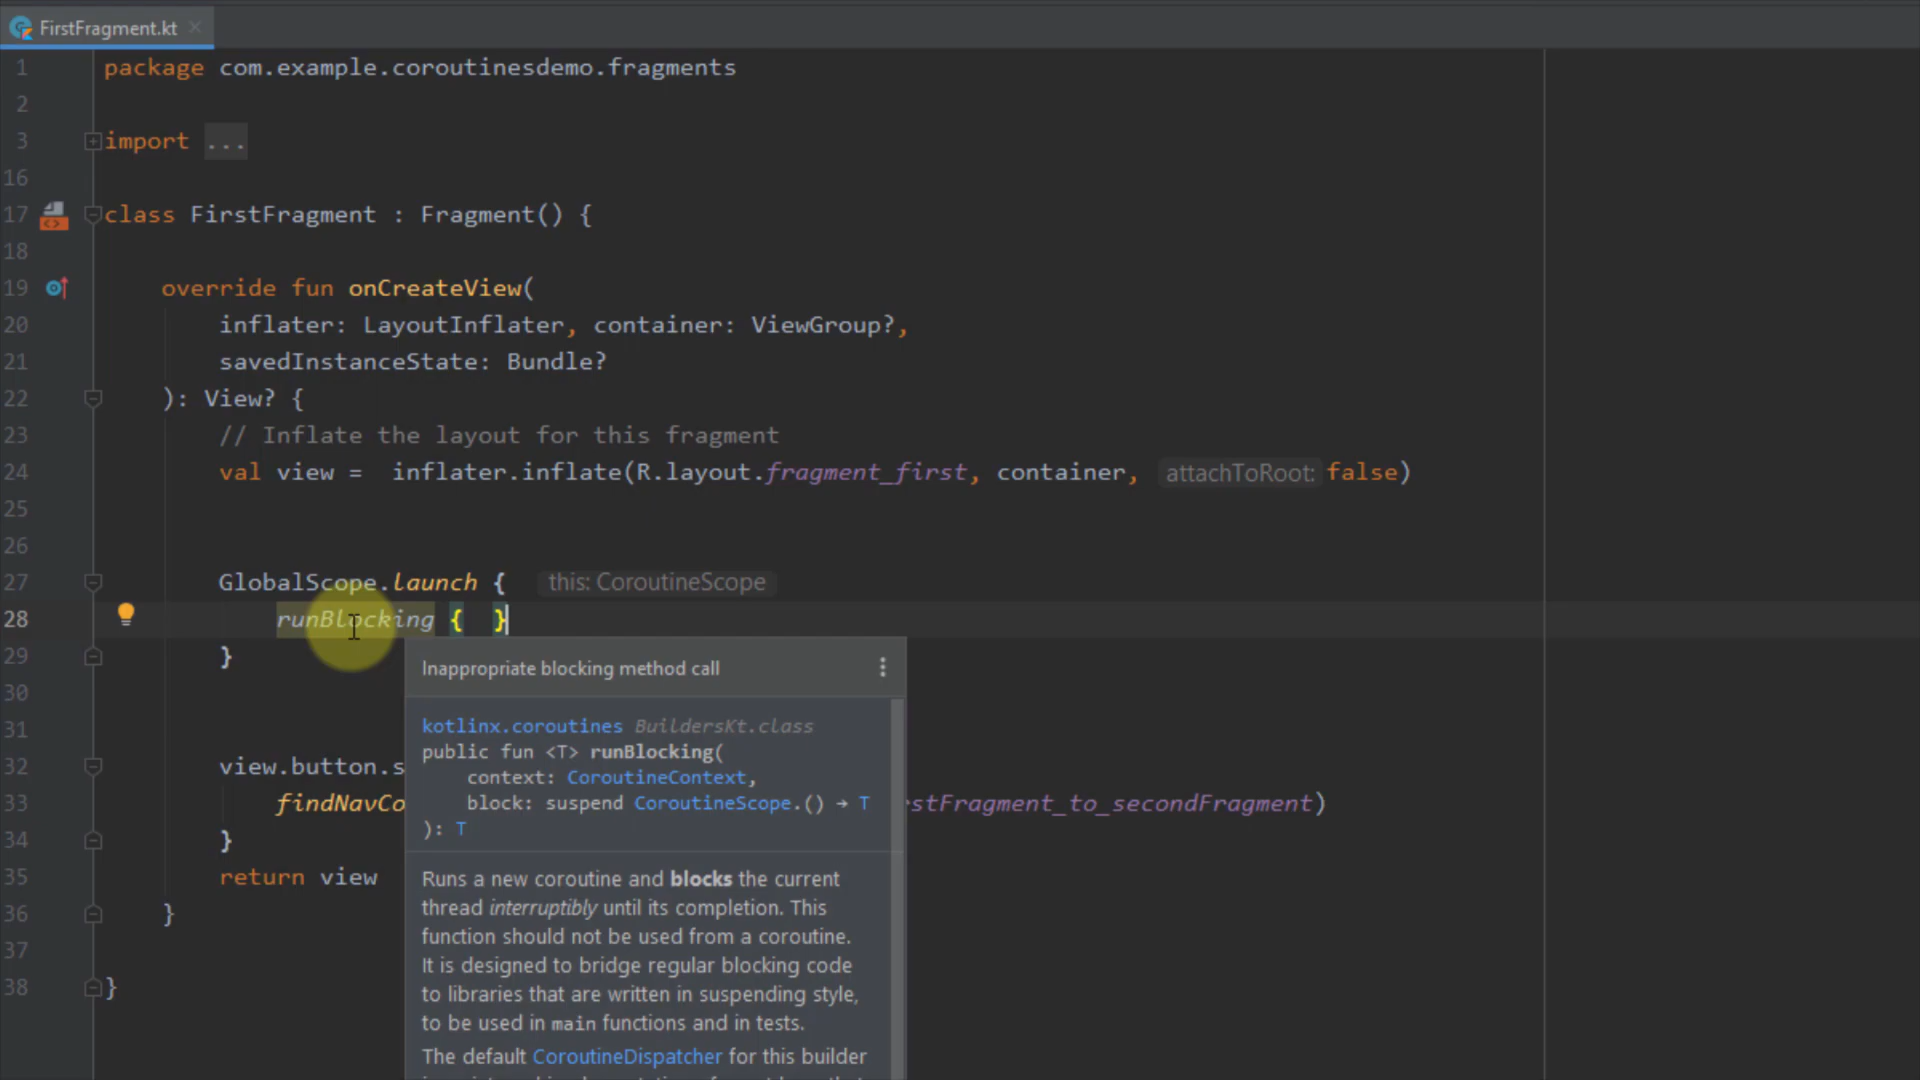 FirstFragment.kt
1 package com.example.coroutinesdemo.fragments
2
3 import ...
16
17 class FirstFragment : Fragment() {
18
19 override fun onCreateView(
20 inflater: LayoutInflater, container: ViewGroup?,
21 savedInstanceState: Bundle?
22 ): View? {
23 // Inflate the layout for this fragment
24 val view = inflater.inflate(R.layout.fragment_first, container, attachToRoot: false)
25
26
27 GlobalScope.launch { this: CoroutineScope
28 runBlocking { }
29 }
Inappropriate blocking method call
30
kotlinx.coroutines BuildersKt.class
31
public fun <T> runBlocking(
32 view.button.s
context: CoroutineContext,
33 findNavCo
block: suspend CoroutineScope.() → T
stFragment_to_secondFragment)
): T
34 }
35 return view
Runs a new coroutine and blocks the current
thread interruptibly until its completion. This
36 }
function should not be used from a coroutine.
37
It is designed to bridge regular blocking code
38 }
to libraries that are written in suspending style,
to be used in main functions and in tests.
The default CoroutineDispatcher for this builder